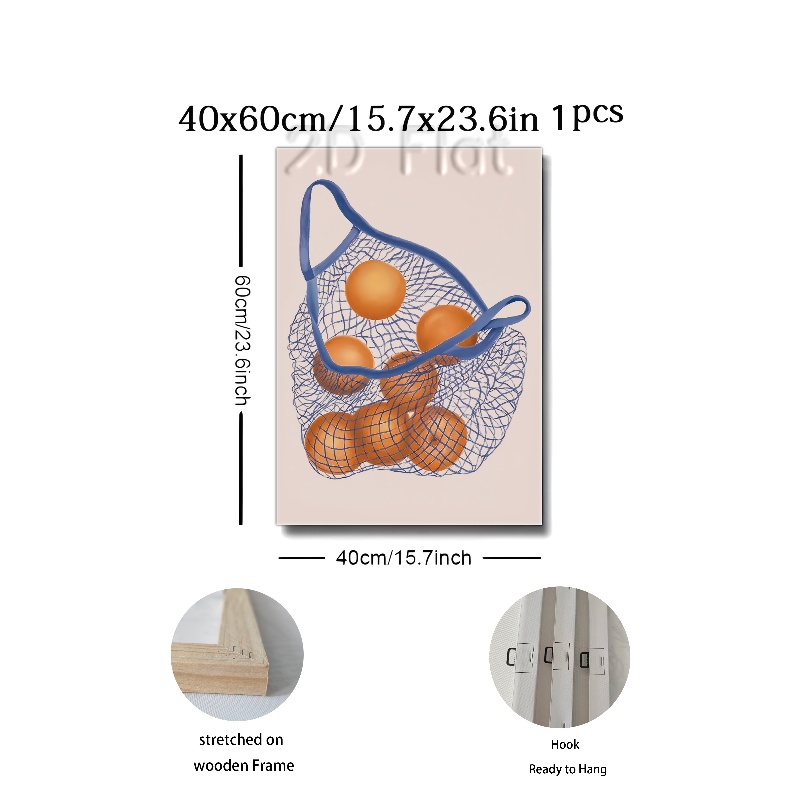 40x60cm/15.7x23.6in 1pcs
2D Flat
60cm/23.6inch
40cm/15.7inch
stretched on
wooden Frame
Hook
Ready to Hang